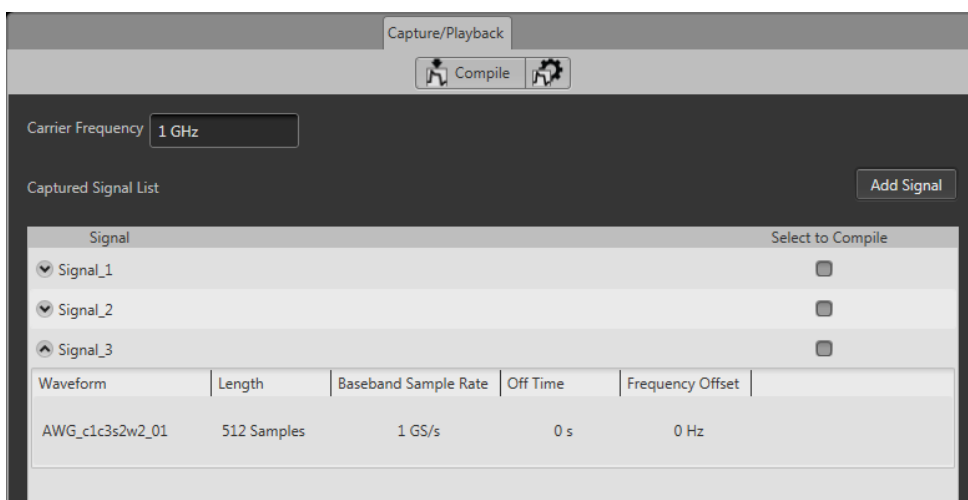 Capture/Playback
Compile
Carrier Frequency 1 GHz
Captured Signal List Add Signal
Signal Select to Compile
Signal_1
Signal_2
Signal_3
Waveform Length Baseband Sample Rate Off Time Frequency Offset
AWG_c1c3s2w2_01 512 Samples 1 GS/s 0 s 0 Hz